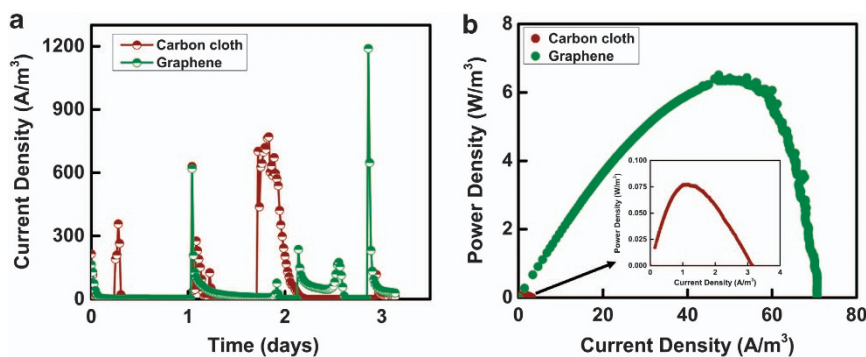 a
Current Density (A/m³)
1200
900
600
300
0
Carbon cloth
Graphene
0 1 2 3
Time (days)
b
Power Density (W/m³)
8
6
4
2
0
Carbon cloth
Graphene
Power Density (W/m³)
0.100
0.075
0.050
0.025
0.000
0 1 2 3 4
Current Density (A/m³)
0 20 40 60 80
Current Density (A/m³)